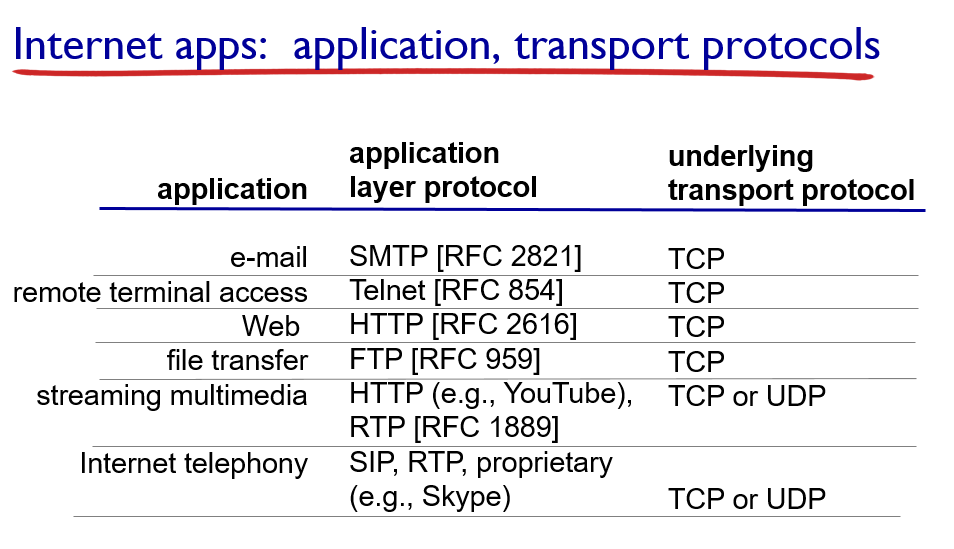 Internet apps: application, transport protocols
application
application layer protocol
underlying transport protocol
e-mail SMTP [RFC 2821] TCP
remote terminal access Telnet [RFC 854] TCP
Web HTTP [RFC 2616] TCP
file transfer FTP [RFC 959] TCP
streaming multimedia HTTP (e.g., YouTube), TCP or UDP
RTP [RFC 1889]
Internet telephony SIP, RTP, proprietary
(e.g., Skype) TCP or UDP